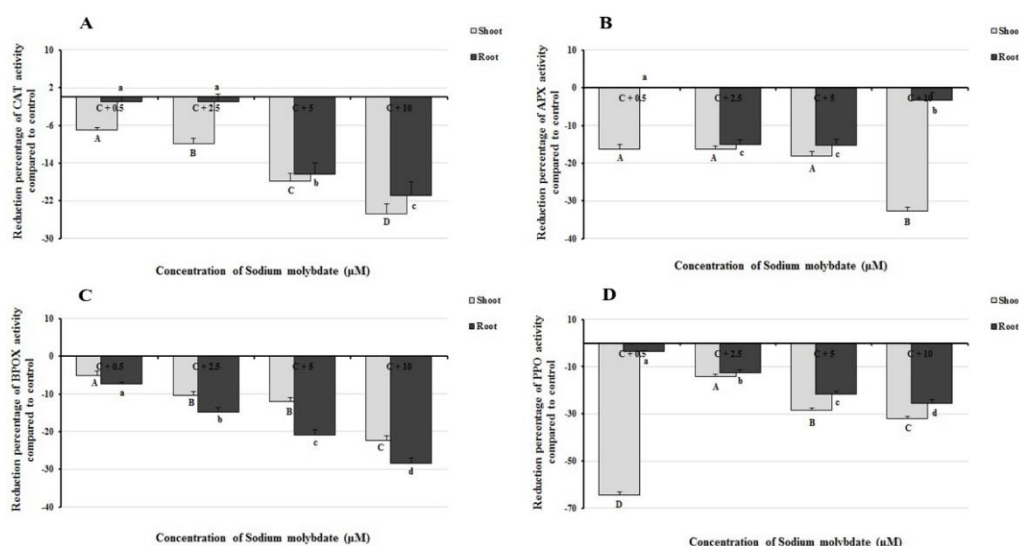 A
Shoot
Root
Reduction percentage of CAT activity
compared to control
10
2
-6
-14
-22
-30
a
a
C + 0.5
C + 2.5
C + 5
C + 10
A
B
C
b
D
c
Concentration of Sodium molybdate (µM)
B
Shoot
Root
Reduction percentage of APX activity
compared to control
10
0
-10
-20
-30
-40
a
C + 0.5
C + 2.5
C + 5
C + 10
A
A
c
A
c
B
b
Concentration of Sodium molybdate (µM)
C
Shoot
Root
Reduction percentage of BPOX activity
compared to control
10
0
-10
-20
-30
-40
C + 0.5
C + 2.5
C + 5
C + 10
A
a
B
b
B
c
C
d
Concentration of Sodium molybdate (µM)
D
Shoot
Root
Reduction percentage of PPO activity
compared to control
10
-10
-30
-50
-70
C + 0.5
C + 2.5
C + 5
C + 10
D
a
A
b
B
c
C
d
Concentration of Sodium molybdate (µM)